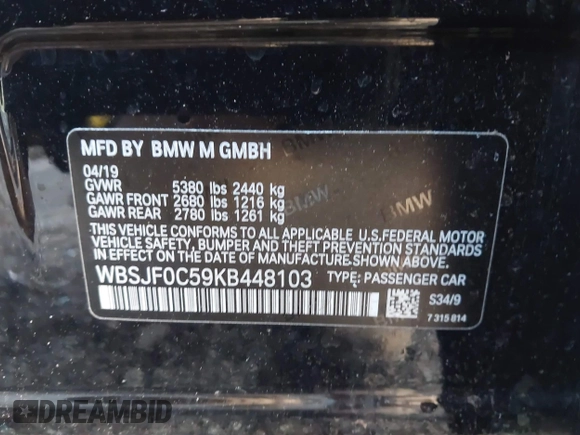 MFD BY BMW M GMBH
04/19
GVWR 5380 lbs 2440 kg
GAWR FRONT 2680 lbs 1216 kg
GAWR REAR 2780 lbs 1261 kg
THIS VEHICLE CONFORMS TO ALL APPLICABLE U.S.FEDERAL MOTOR
VEHICLE SAFETY, BUMPER AND THEFT PREVENTION STANDARDS
IN EFFECT ON THE DATE OF MANUFACTURE SHOWN ABOVE.
WBSJF0C59KB448103 TYPE: PASSENGER CAR
S34/9
7 315 814
BMW
BMW
BMW
DREAMBID